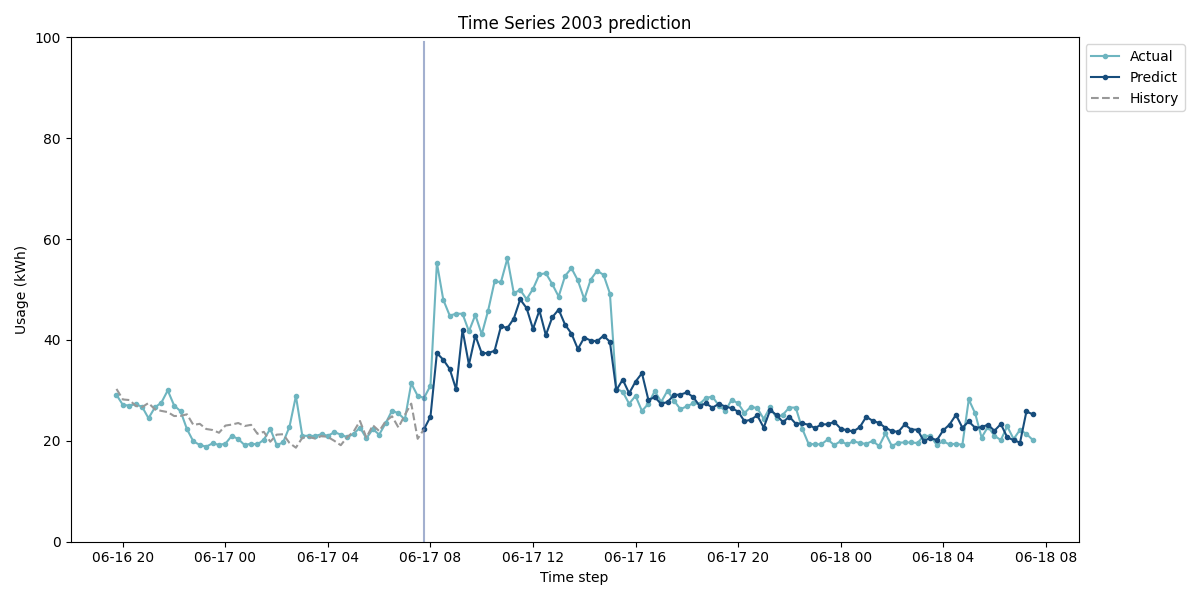 Time Series 2003 prediction
100
80
60
40
20
0
Usage (kWh)
06-16 20
06-17 00
06-17 04
06-17 08
06-17 12
06-17 16
06-17 20
06-18 00
06-18 04
06-18 08
Time step
Actual
Predict
History